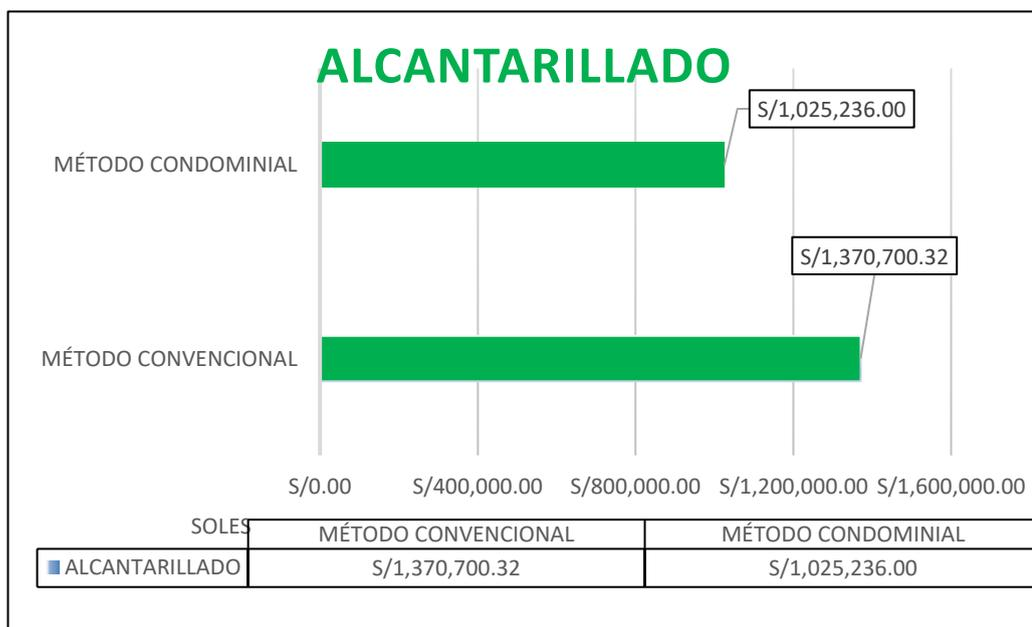 ALCANTARILLADO
S/1,025,236.00
MÉTODO CONDOMINIAL
S/1,370,700.32
MÉTODO CONVENCIONAL
S/0.00 S/400,000.00 S/800,000.00 S/1,200,000.00 S/1,600,000.00
SOLES MÉTODO CONVENCIONAL MÉTODO CONDOMINIAL
ALCANTARILLADO S/1,370,700.32 S/1,025,236.00